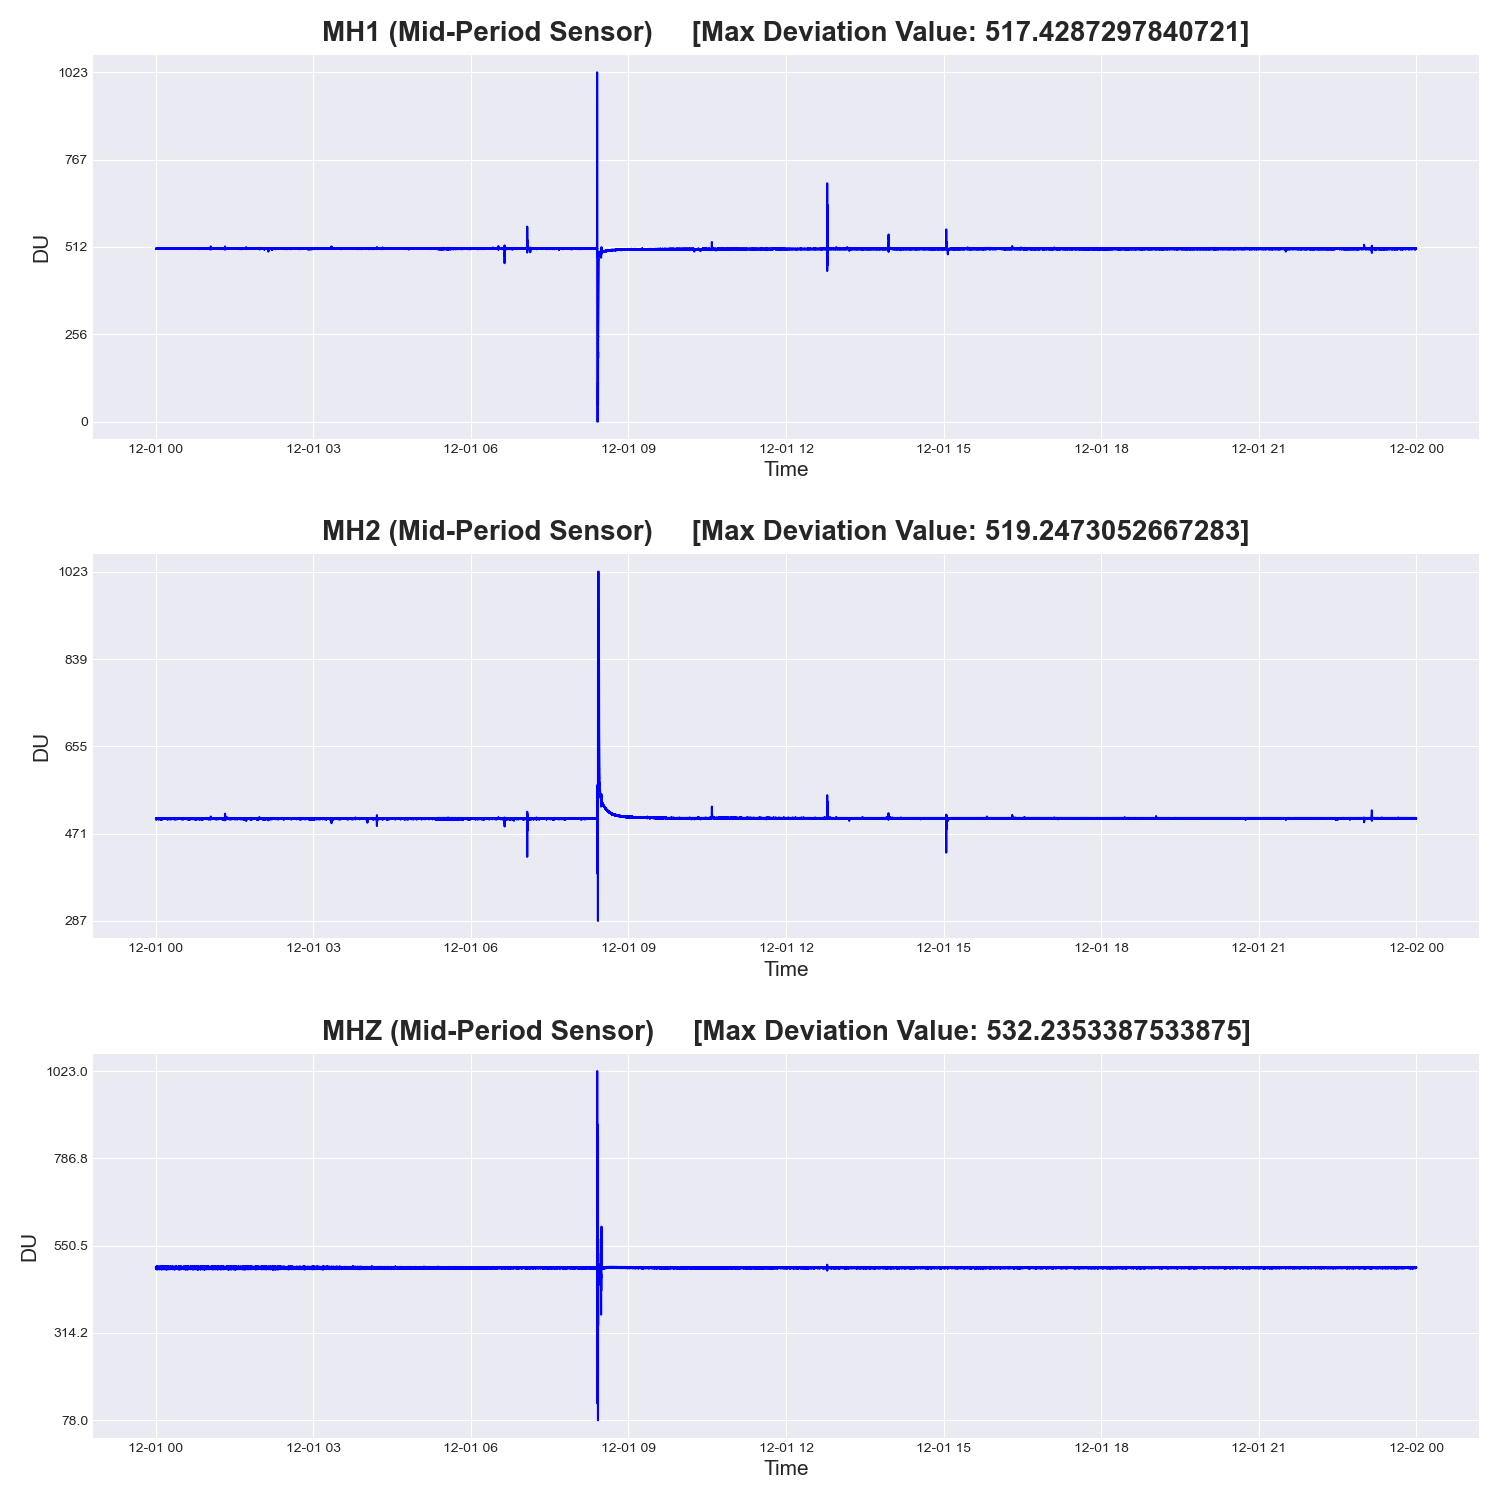 MH1 (Mid-Period Sensor) [Max Deviation Value: 517.4287297840721]
1023
767
512
256
0
DU
12-01 00 12-01 03 12-01 06 12-01 09 12-01 12 12-01 15 12-01 18 12-01 21 12-02 00
Time
MH2 (Mid-Period Sensor) [Max Deviation Value: 519.2473052667283]
1023
839
655
471
287
DU
12-01 00 12-01 03 12-01 06 12-01 09 12-01 12 12-01 15 12-01 18 12-01 21 12-02 00
Time
MHZ (Mid-Period Sensor) [Max Deviation Value: 532.2353387533875]
1023.0
786.8
550.5
314.2
78.0
DU
12-01 00 12-01 03 12-01 06 12-01 09 12-01 12 12-01 15 12-01 18 12-01 21 12-02 00
Time